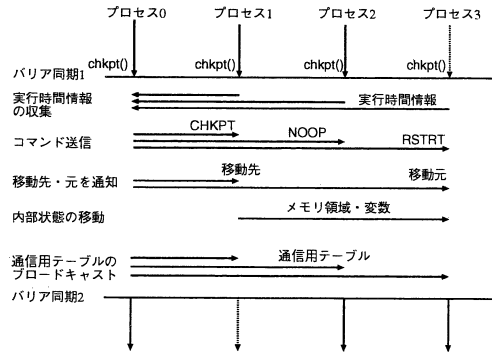 プロセス0 プロセス1 プロセス2 プロセス3
chkpt() chkpt() chkpt() chkpt()
バリア同期1
実行時間情報 実行時間情報
の収集
CHKPT NOOP RSTRT
コマンド送信
移動先 移動元
移動先・元を通知
内部状態の移動 メモリ領域・変数
通信用テーブルの 通信用テーブル
ブロードキャスト
バリア同期2